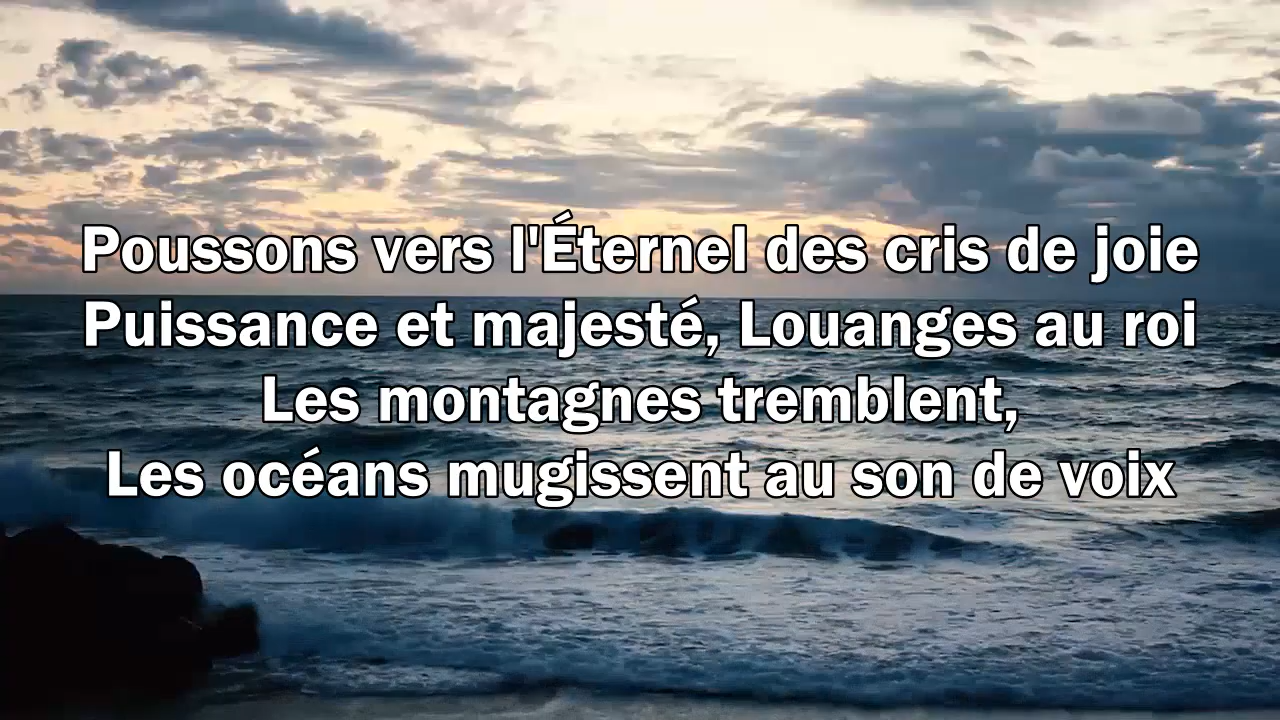 Poussons vers l'Éternel des cris de joie
Puissance et majesté, Louanges au roi
Les montagnes tremblent,
Les océans mugissent au son de voix